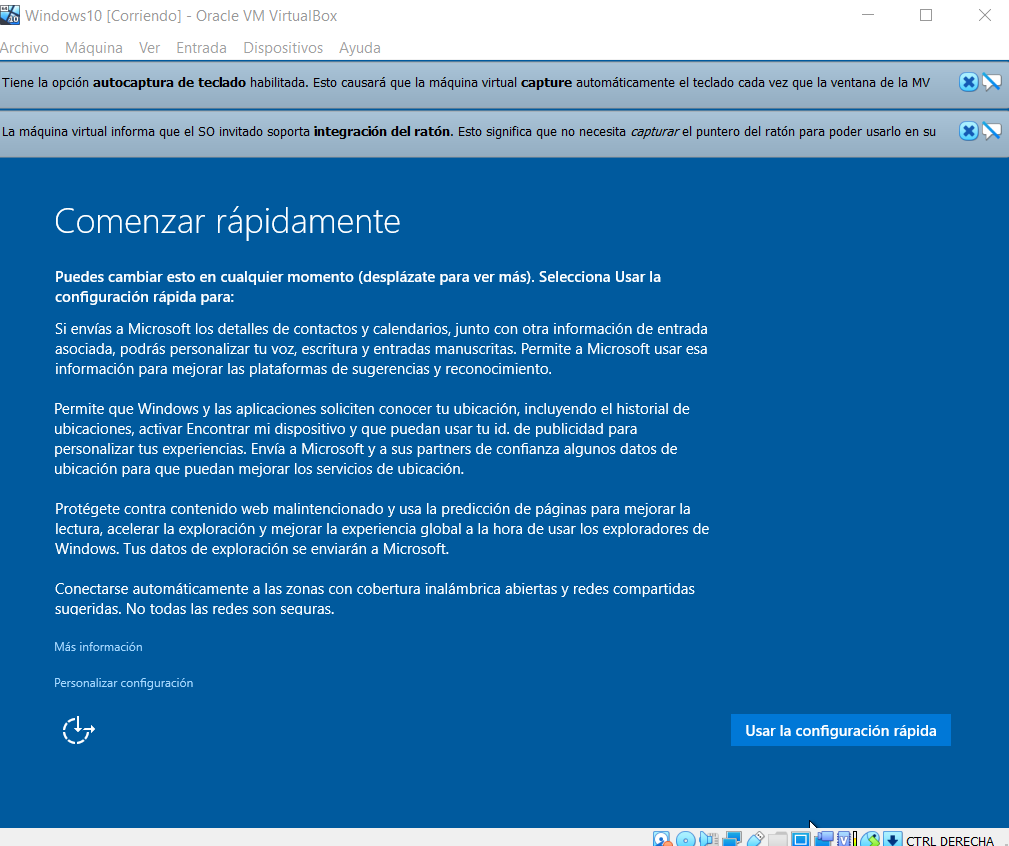 Windows10 [Corriendo] - Oracle VM VirtualBox
Archivo Máquina Ver Entrada Dispositivos Ayuda
Tiene la opción autocaptura de teclado habilitada. Esto causará que la máquina virtual capture automáticamente el teclado cada vez que la ventana de la MV
La máquina virtual informa que el SO invitado soporta integración del ratón. Esto significa que no necesita capturar el puntero del ratón para poder usarlo en su
Comenzar rápidamente
Puedes cambiar esto en cualquier momento (desplázate para ver más). Selecciona Usar la
configuración rápida para:
Si envías a Microsoft los detalles de contactos y calendarios, junto con otra información de entrada
asociada, podrás personalizar tu voz, escritura y entradas manuscritas. Permite a Microsoft usar esa
información para mejorar las plataformas de sugerencias y reconocimiento.
Permite que Windows y las aplicaciones soliciten conocer tu ubicación, incluyendo el historial de
ubicaciones, activar Encontrar mi dispositivo y que puedan usar tu id. de publicidad para
personalizar tus experiencias. Envía a Microsoft y a sus partners de confianza algunos datos de
ubicación para que puedan mejorar los servicios de ubicación.
Protégete contra contenido web malintencionado y usa la predicción de páginas para mejorar la
lectura, acelerar la exploración y mejorar la experiencia global a la hora de usar los exploradores de
Windows. Tus datos de exploración se enviarán a Microsoft.
Conectarse automáticamente a las zonas con cobertura inalámbrica abiertas y redes compartidas
sugeridas. No todas las redes son seguras.
Más información
Personalizar configuración
Usar la configuración rápida
CTRL DERECHA